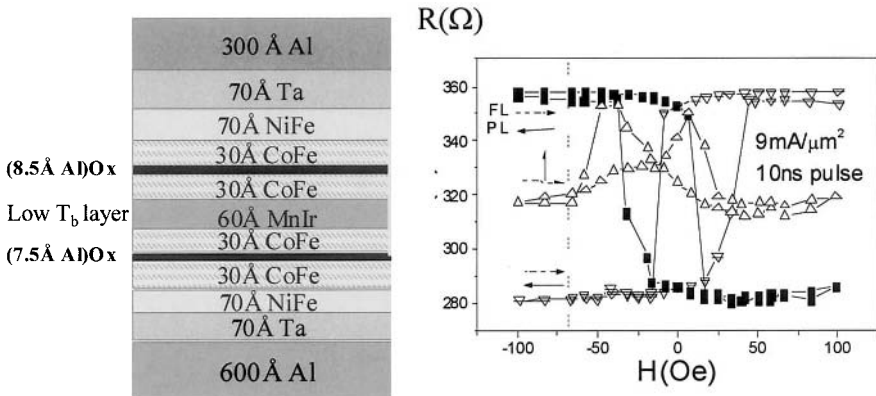 300 Å Al
70Å Ta
70Å NiFe
30Å CoFe
(8.5Å Al)Ox
30Å CoFe
Low T_b layer
60Å MnIr
30Å CoFe
(7.5Å Al)Ox
30Å CoFe
70Å NiFe
70Å Ta
600Å Al
R(Ω)
360
340
320
300
280
FL
PL
9mA/μm²
10ns pulse
-100 -50 0 50 100
H(Oe)